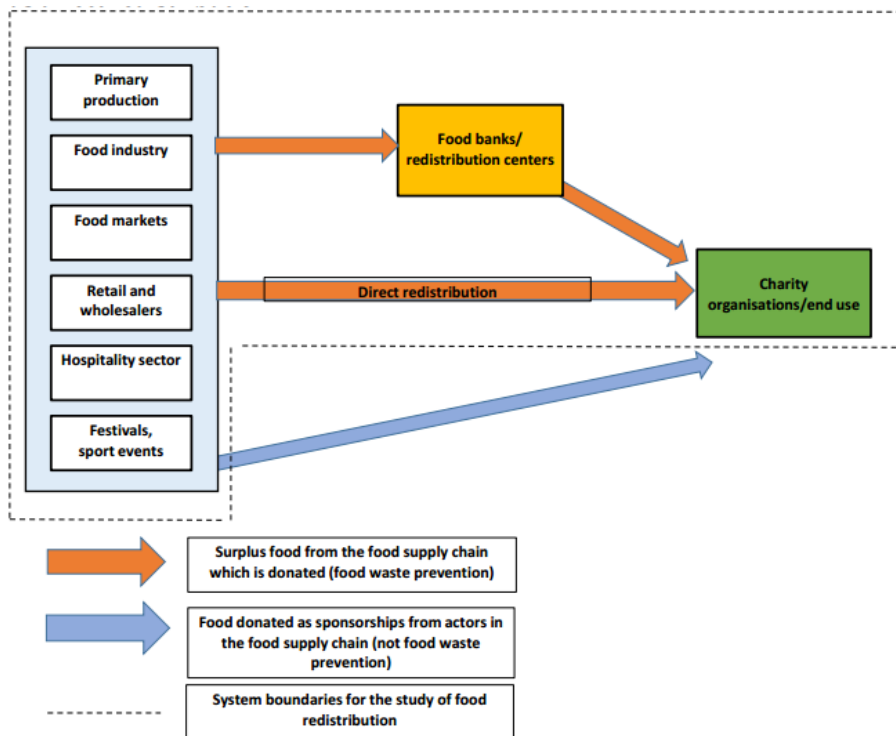 Primary
production
Food industry
Food markets
Retail and
wholesalers
Hospitality sector
Festivals,
sport events
Food banks/
redistribution centers
Direct redistribution
Charity
organisations/end use
Surplus food from the food supply chain
which is donated (food waste prevention)
Food donated as sponsorships from actors in
the food supply chain (not food waste
prevention)
System boundaries for the study of food
redistribution